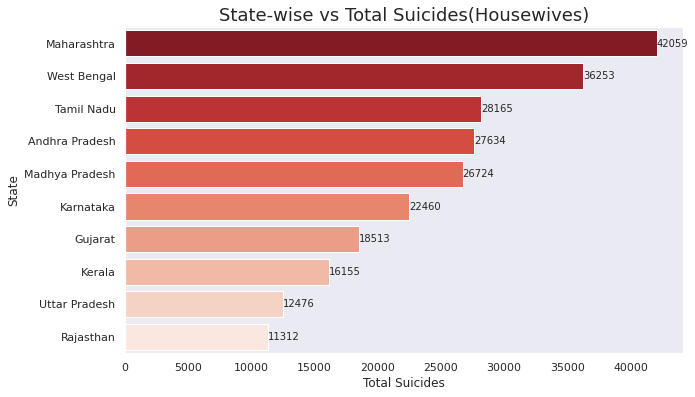 State-wise vs Total Suicides(Housewives)
State
Maharashtra 42059
West Bengal 36253
Tamil Nadu 28165
Andhra Pradesh 27634
Madhya Pradesh 26724
Karnataka 22460
Gujarat 18513
Kerala 16155
Uttar Pradesh 12476
Rajasthan 11312
0 5000 10000 15000 20000 25000 30000 35000 40000
Total Suicides